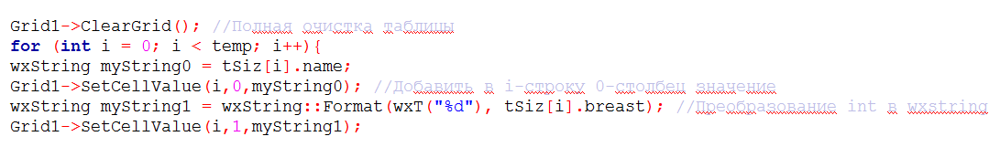 Grid1->ClearGrid(); //Полная очистка таблицы
for (int i = 0; i < temp; i++){
wxString myString0 = tSiz[i].name;
Grid1->SetCellValue(i,0,myString0); //Добавить в i-строку 0-столбец значение
wxString myString1 = wxString::Format(wxT("%d"), tSiz[i].breast); //Преобразование int в wxstring
Grid1->SetCellValue(i,1,myString1);